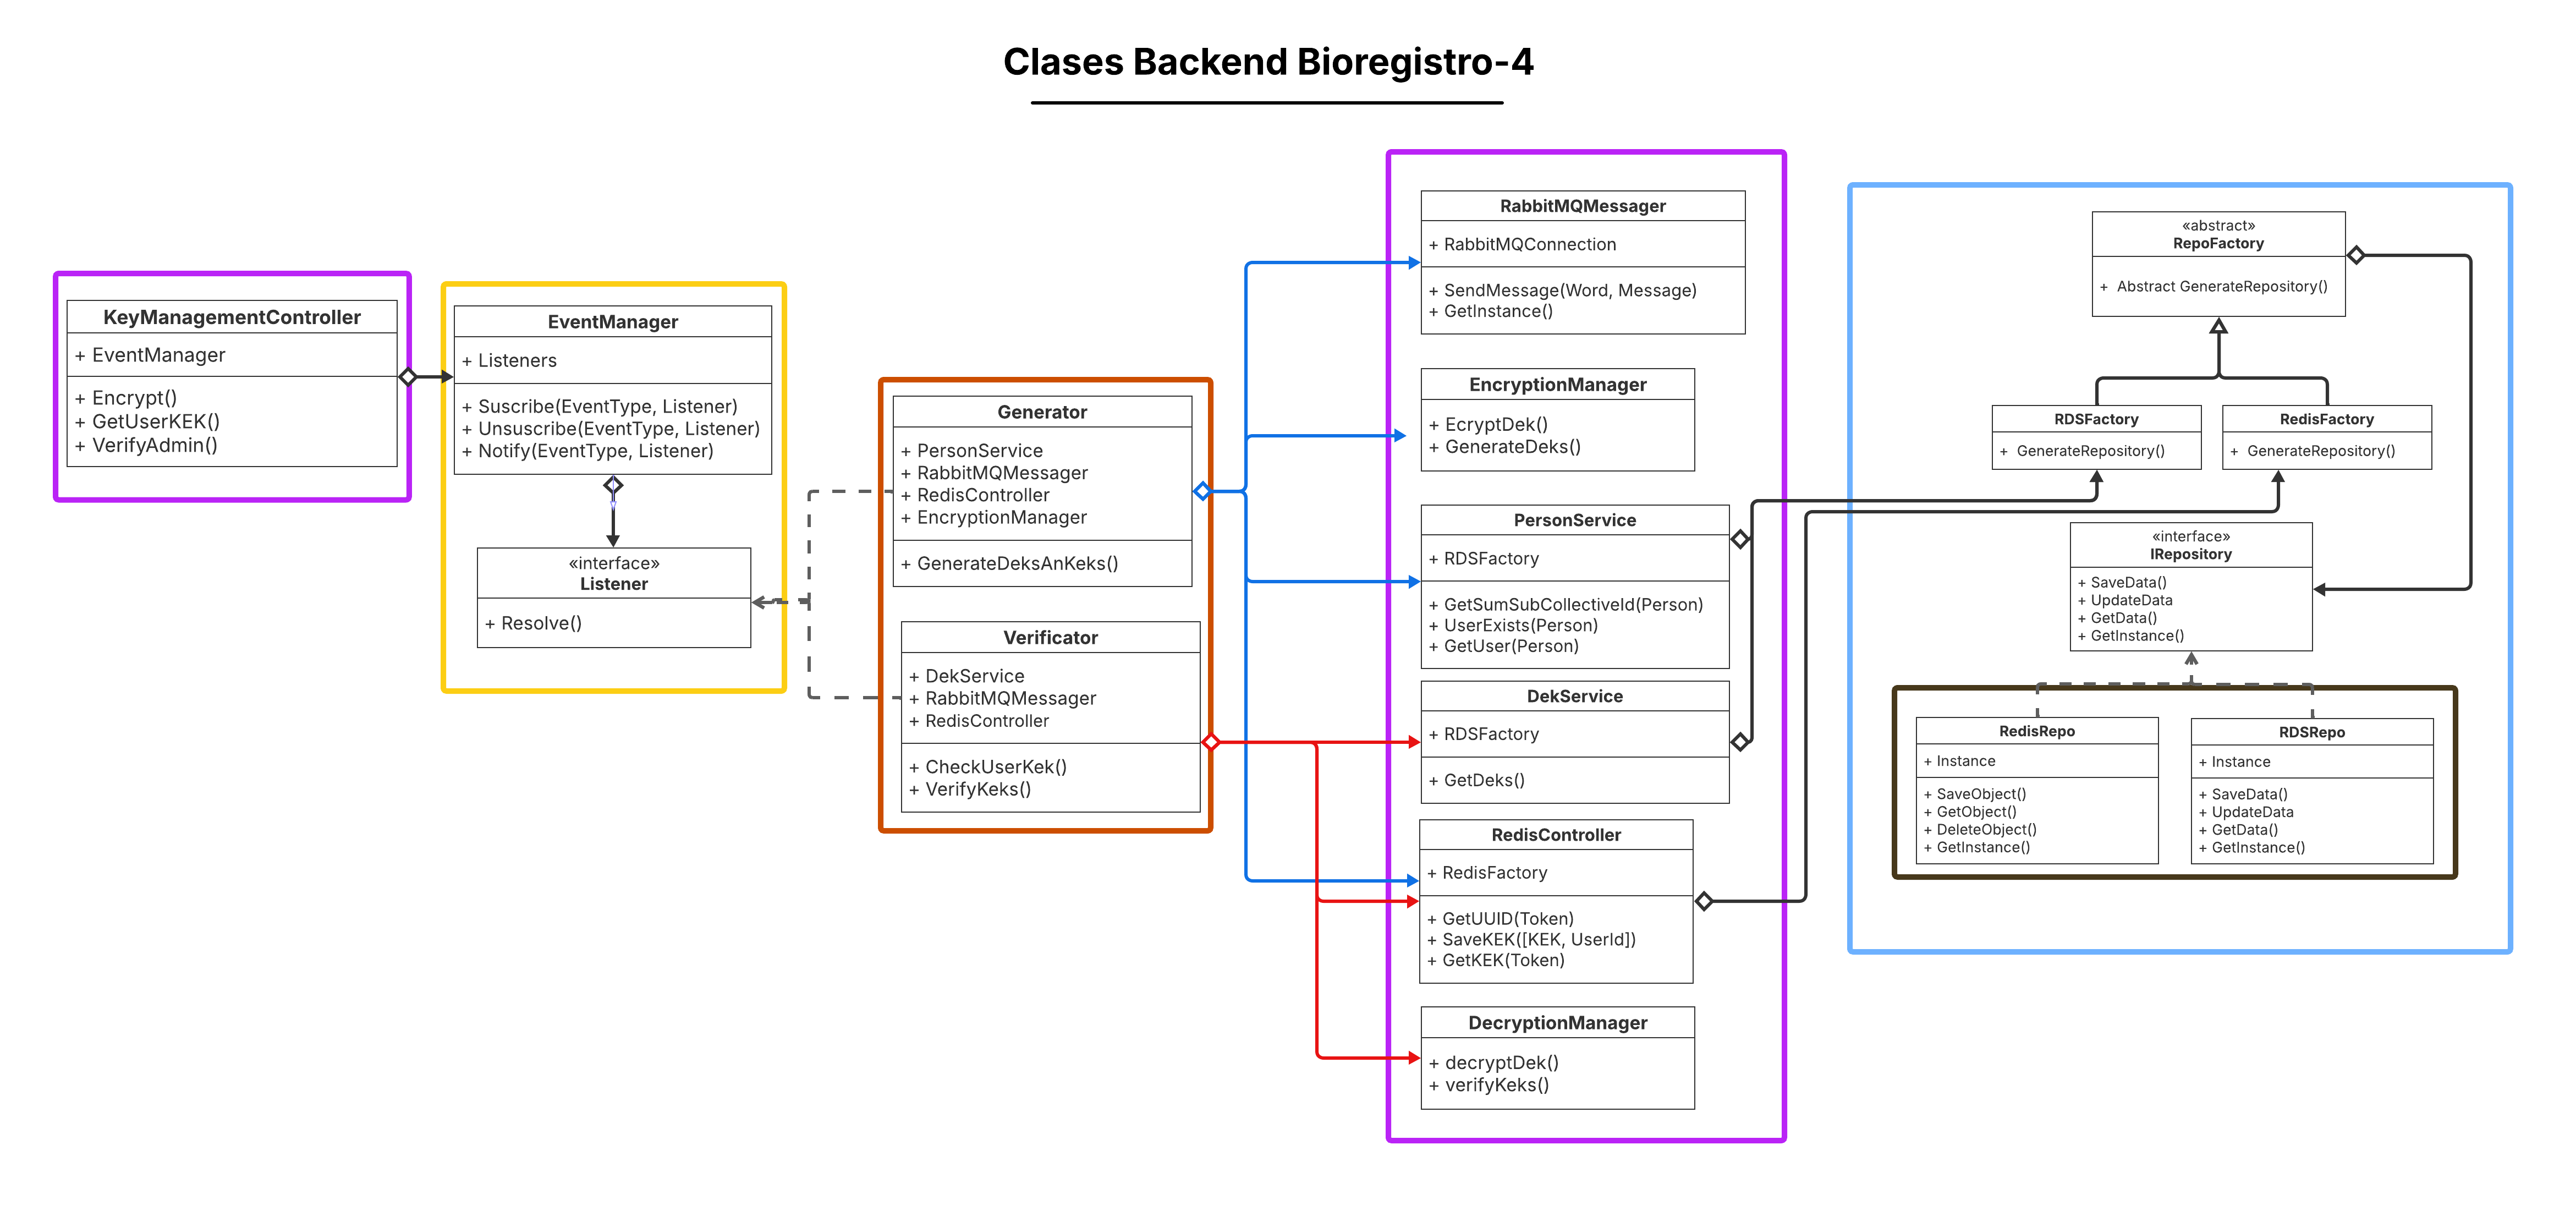 Clases Backend Bioregistro-4
KeyManagementController
+ EventManager
+ Encrypt()
+ GetUserKEK()
+ VerifyAdmin()
EventManager
+ Listeners
+ Suscribe(EventType, Listener)
+ Unsuscribe(EventType, Listener)
+ Notify(EventType, Listener)
«interface»
Listener
+ Resolve()
Generator
+ PersonService
+ RabbitMQMessager
+ RedisController
+ EncryptionManager
+ GenerateDeksAnKeks()
Verificator
+ DekService
+ RabbitMQMessager
+ RedisController
+ CheckUserKek()
+ VerifyKeks()
RabbitMQMessager
+ RabbitMQConnection
+ SendMessage(Word, Message)
+ GetInstance()
EncryptionManager
+ EcryptDek()
+ GenerateDeks()
PersonService
+ RDSFactory
+ GetSumSubCollectiveId(Person)
+ UserExists(Person)
+ GetUser(Person)
DekService
+ RDSFactory
+ GetDeks()
RedisController
+ RedisFactory
+ GetUUID(Token)
+ SaveKEK([KEK, UserId])
+ GetKEK(Token)
DecryptionManager
+ decryptDek()
+ verifyKeks()
«abstract»
RepoFactory
+ Abstract GenerateRepository()
RDSFactory
+ GenerateRepository()
RedisFactory
+ GenerateRepository()
«interface»
IRepository
+ SaveData()
+ UpdateData
+ GetData()
+ GetInstance()
RedisRepo
+ Instance
+ SaveObject()
+ GetObject()
+ DeleteObject()
+ GetInstance()
RDSRepo
+ Instance
+ SaveData()
+ UpdateData
+ GetData()
+ GetInstance()